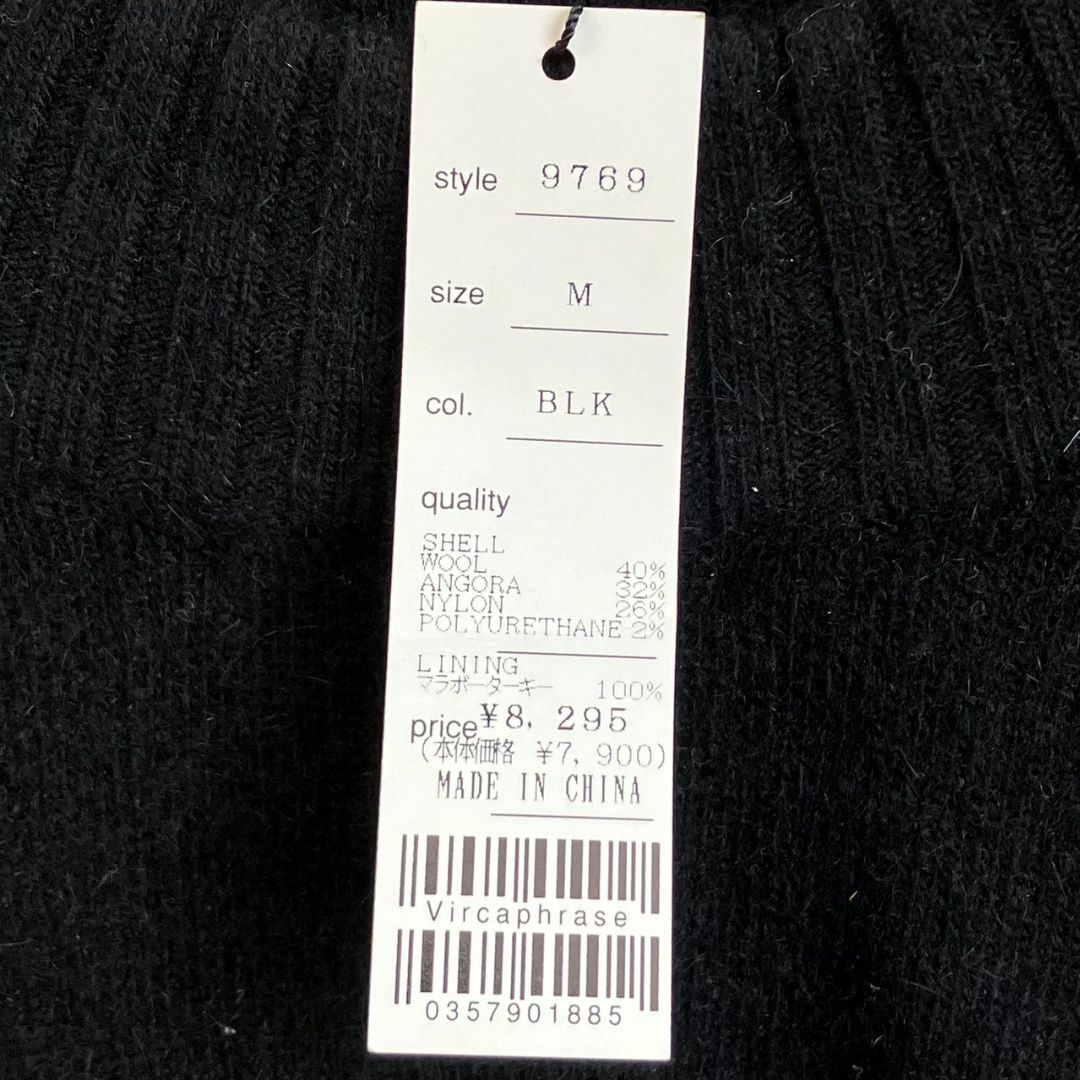 style 9769
size M
col. BLK
quality
SHELL
WOOL 40%
ANGORA 32%
NYLON 26%
POLYURETHANE 2%
LINING
マラボーターキー 100%
price ¥8, 295
(本体価格 ¥7, 900)
MADE IN CHINA
Vircaphrase
0357901885